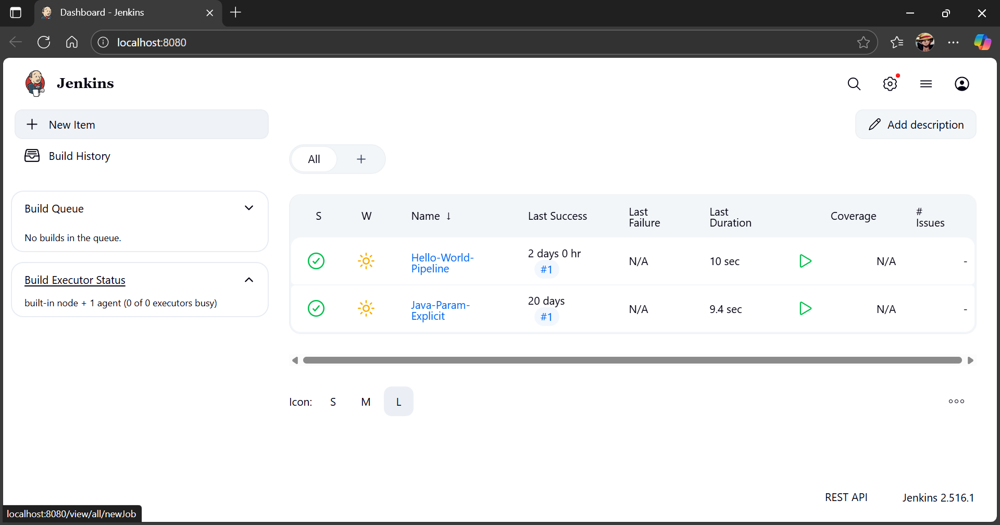 Dashboard - Jenkins
localhost:8080
Jenkins
New Item
Add description
Build History
All
Build Queue
No builds in the queue.
Build Executor Status
built-in node + 1 agent (0 of 0 executors busy)
S W Name ↓ Last Success Last Failure Last Duration Coverage # Issues
Hello-World-Pipeline 2 days 0 hr #1 N/A 10 sec N/A -
Java-Param-Explicit 20 days #1 N/A 9.4 sec N/A -
Icon: S M L
REST API Jenkins 2.516.1
localhost:8080/view/all/newJob